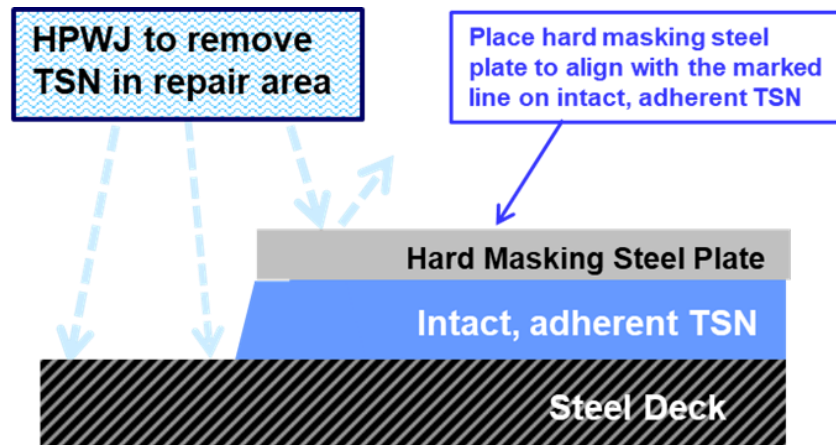 HPWJ to remove
TSN in repair area
Place hard masking steel
plate to align with the marked
line on intact, adherent TSN
Hard Masking Steel Plate
Intact, adherent TSN
Steel Deck